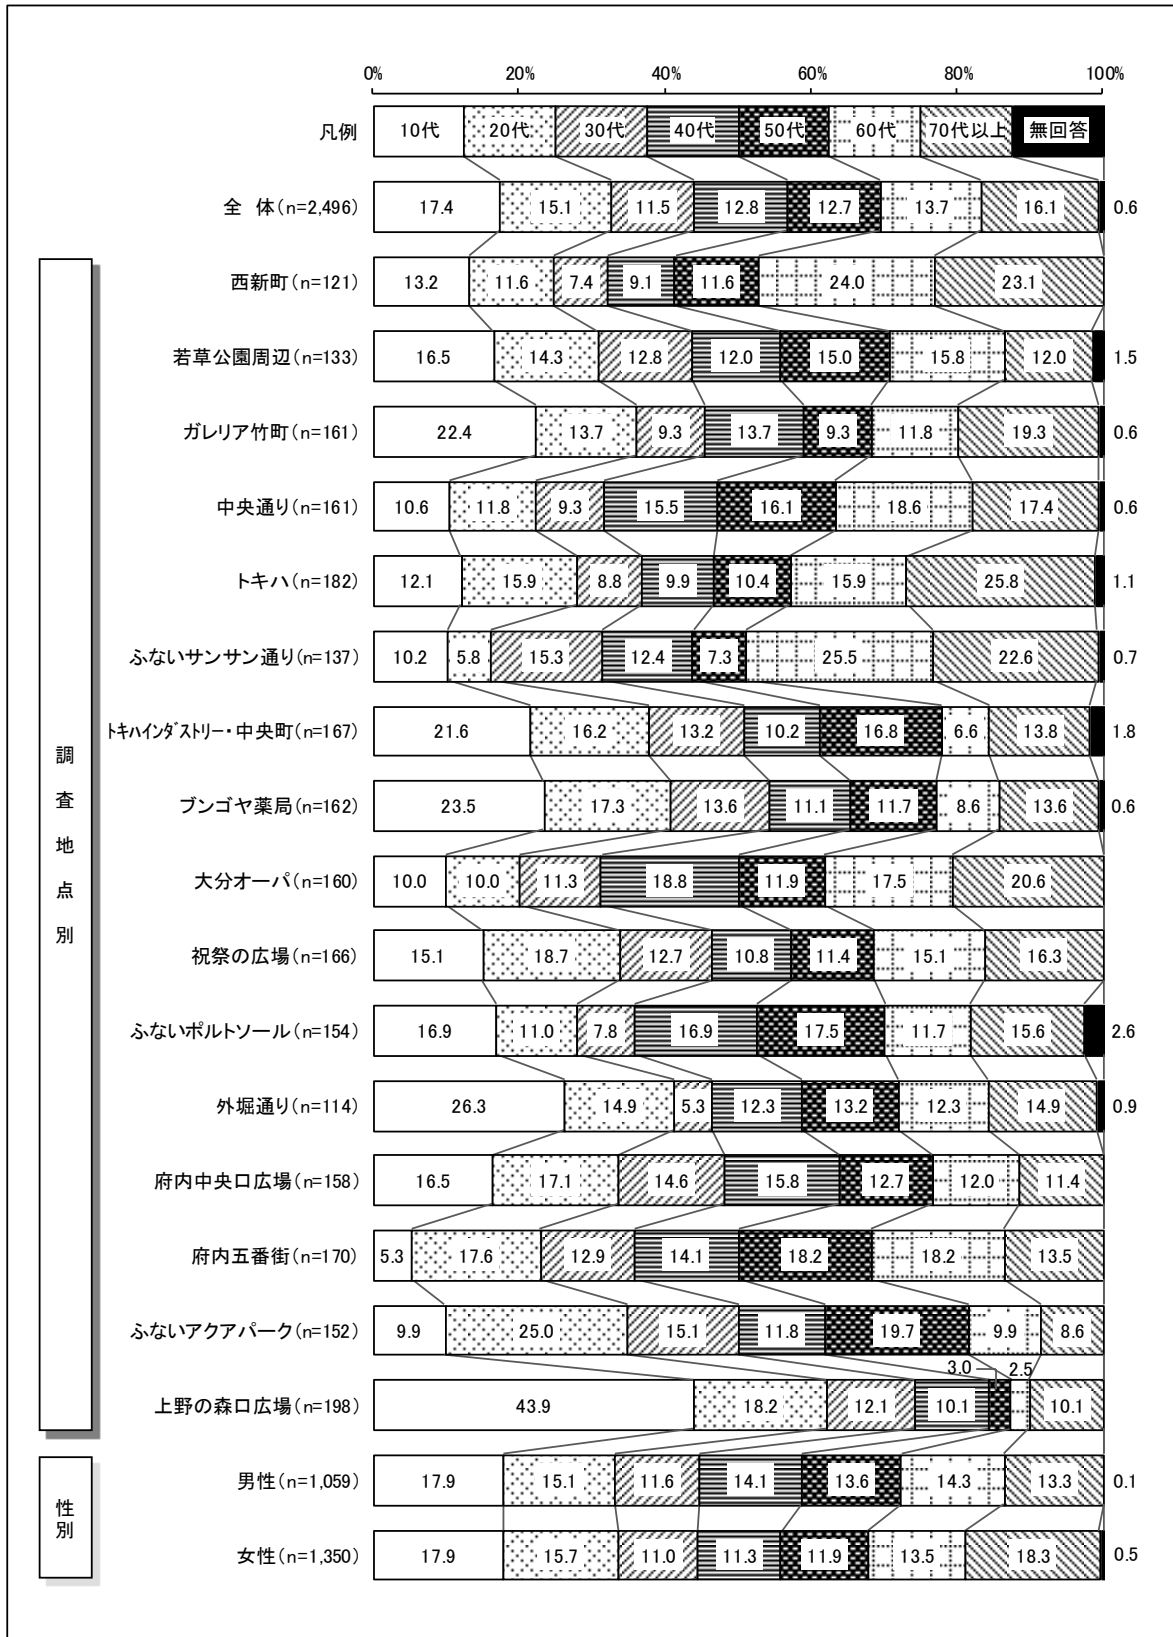 0% 20% 40% 60% 80% 100%
凡例 10代 20代 30代 40代 50代 60代 70代以上 無回答
全 体(n=2,496) 17.4 15.1 11.5 12.8 12.7 13.7 16.1 0.6
調査地点別
西新町(n=121) 13.2 11.6 7.4 9.1 11.6 24.0 23.1
若草公園周辺(n=133) 16.5 14.3 12.8 12.0 15.0 15.8 12.0 1.5
ガレリア竹町(n=161) 22.4 13.7 9.3 13.7 9.3 11.8 19.3 0.6
中央通り(n=161) 10.6 11.8 9.3 15.5 16.1 18.6 17.4 0.6
トキハ(n=182) 12.1 15.9 8.8 9.9 10.4 15.9 25.8 1.1
ふないサンサン通り(n=137) 10.2 5.8 15.3 12.4 7.3 25.5 22.6 0.7
トキハインダストリー・中央町(n=167) 21.6 16.2 13.2 10.2 16.8 6.6 13.8 1.8
ブンゴヤ薬局(n=162) 23.5 17.3 13.6 11.1 11.7 8.6 13.6 0.6
大分オーパ(n=160) 10.0 10.0 11.3 18.8 11.9 17.5 20.6
祝祭の広場(n=166) 15.1 18.7 12.7 10.8 11.4 15.1 16.3
ふないポルトソール(n=154) 16.9 11.0 7.8 16.9 17.5 11.7 15.6 2.6
外堀通り(n=114) 26.3 14.9 5.3 12.3 13.2 12.3 14.9 0.9
府内中央口広場(n=158) 16.5 17.1 14.6 15.8 12.7 12.0 11.4
府内五番街(n=170) 5.3 17.6 12.9 14.1 18.2 18.2 13.5
ふないアクアパーク(n=152) 9.9 25.0 15.1 11.8 19.7 9.9 8.6
上野の森口広場(n=198) 43.9 18.2 12.1 10.1 3.0 2.5 10.1
性別
男性(n=1,059) 17.9 15.1 11.6 14.1 13.6 14.3 13.3 0.1
女性(n=1,350) 17.9 15.7 11.0 11.3 11.9 13.5 18.3 0.5